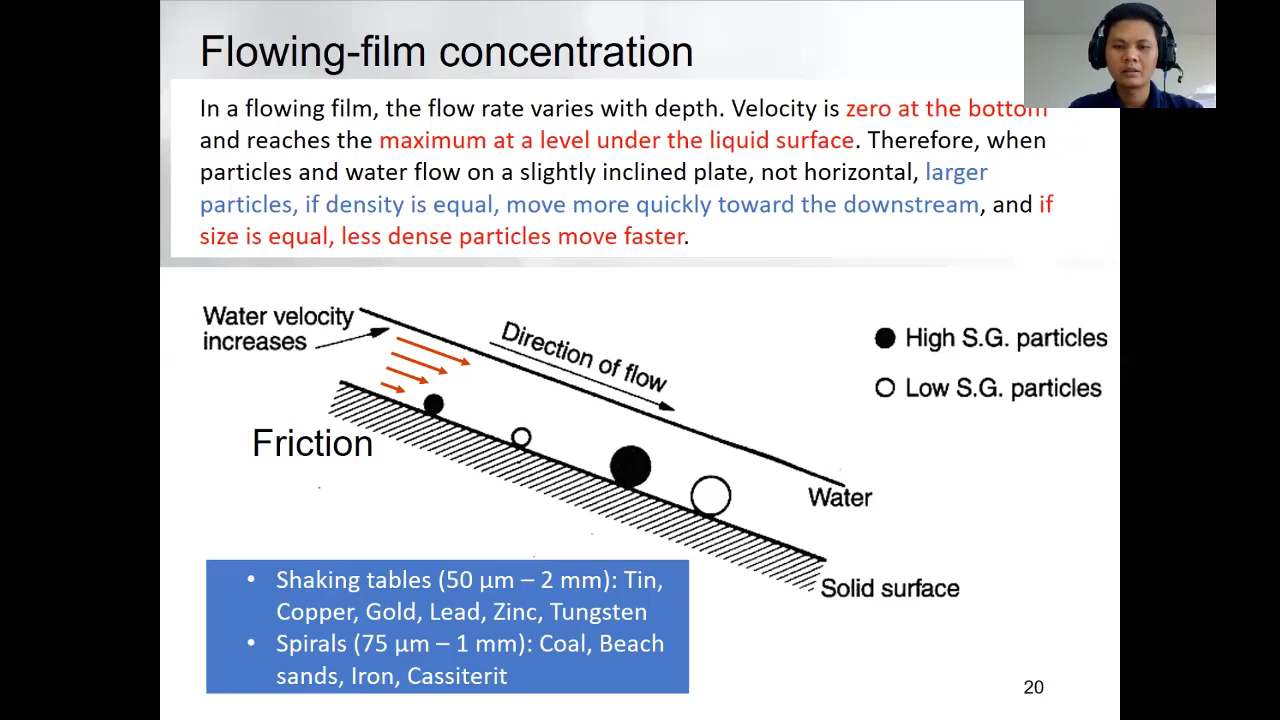 Flowing-film concentration
In a flowing film, the flow rate varies with depth. Velocity is zero at the bottom
and reaches the maximum at a level under the liquid surface. Therefore, when
particles and water flow on a slightly inclined plate, not horizontal, larger
particles, if density is equal, move more quickly toward the downstream, and if
size is equal, less dense particles move faster.
Water velocity
increases
Direction of flow
High S.G. particles
Low S.G. particles
Friction
Water
Solid surface
• Shaking tables (50 μm – 2 mm): Tin,
Copper, Gold, Lead, Zinc, Tungsten
• Spirals (75 μm – 1 mm): Coal, Beach
sands, Iron, Cassiterit
20